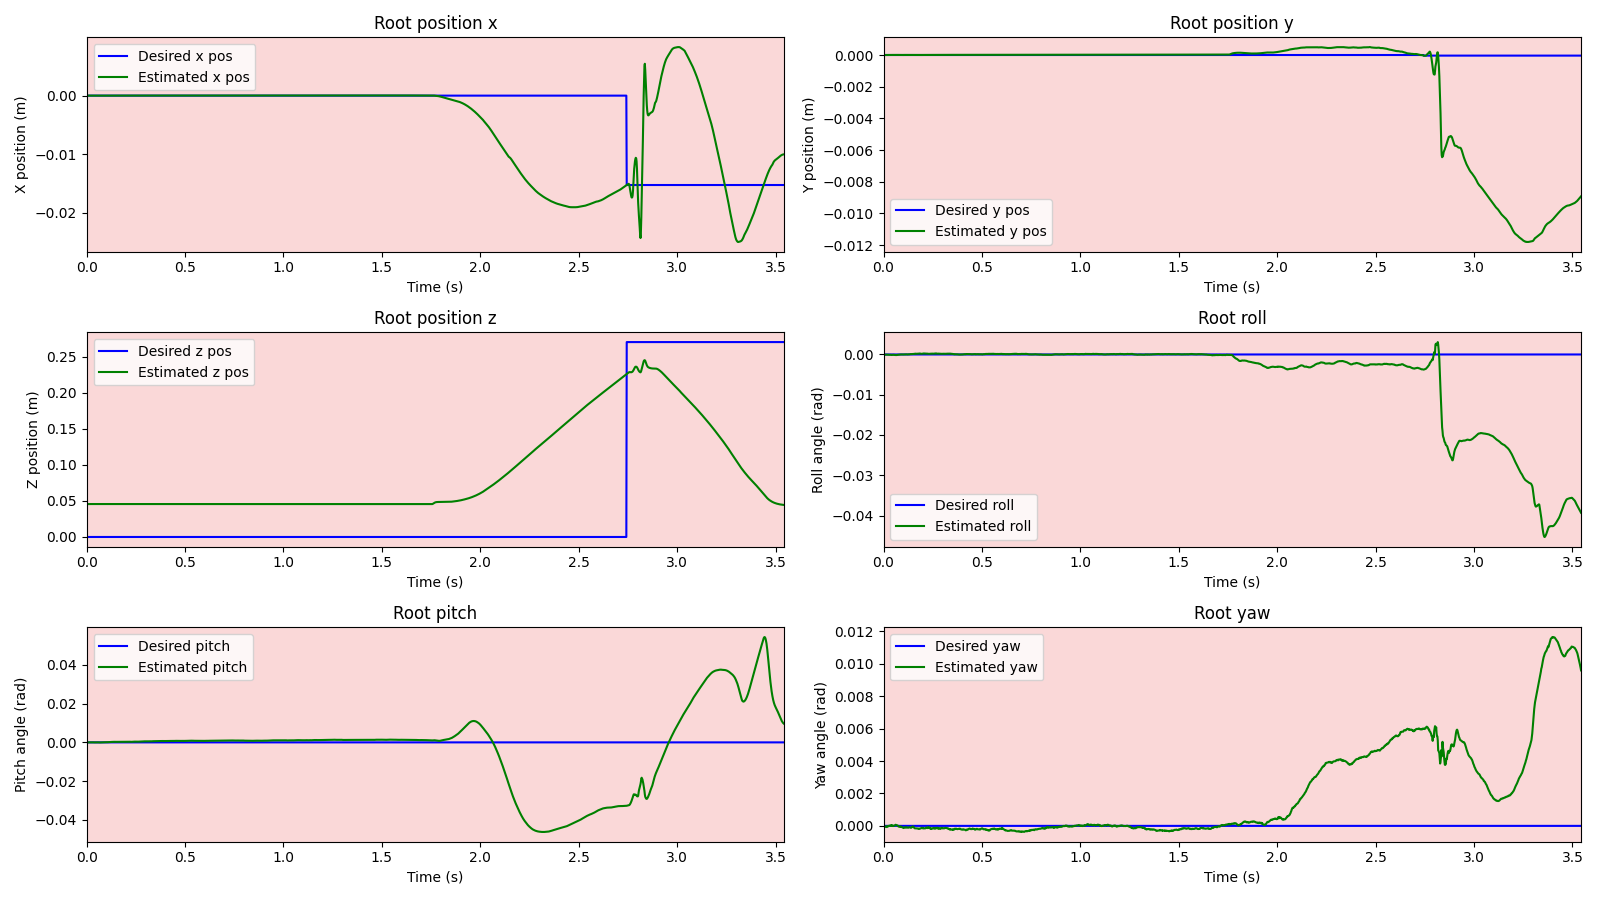 Root position x
Desired x pos
Estimated x pos
X position (m)
0.00
−0.01
−0.02
0.0 0.5 1.0 1.5 2.0 2.5 3.0 3.5
Time (s)
Root position y
Desired y pos
Estimated y pos
Y position (m)
0.000
−0.002
−0.004
−0.006
−0.008
−0.010
−0.012
0.0 0.5 1.0 1.5 2.0 2.5 3.0 3.5
Time (s)
Root position z
Desired z pos
Estimated z pos
Z position (m)
0.25
0.20
0.15
0.10
0.05
0.00
0.0 0.5 1.0 1.5 2.0 2.5 3.0 3.5
Time (s)
Root roll
Desired roll
Estimated roll
Roll angle (rad)
0.00
−0.01
−0.02
−0.03
−0.04
0.0 0.5 1.0 1.5 2.0 2.5 3.0 3.5
Time (s)
Root pitch
Desired pitch
Estimated pitch
Pitch angle (rad)
0.04
0.02
0.00
−0.02
−0.04
0.0 0.5 1.0 1.5 2.0 2.5 3.0 3.5
Time (s)
Root yaw
Desired yaw
Estimated yaw
Yaw angle (rad)
0.012
0.010
0.008
0.006
0.004
0.002
0.000
0.0 0.5 1.0 1.5 2.0 2.5 3.0 3.5
Time (s)